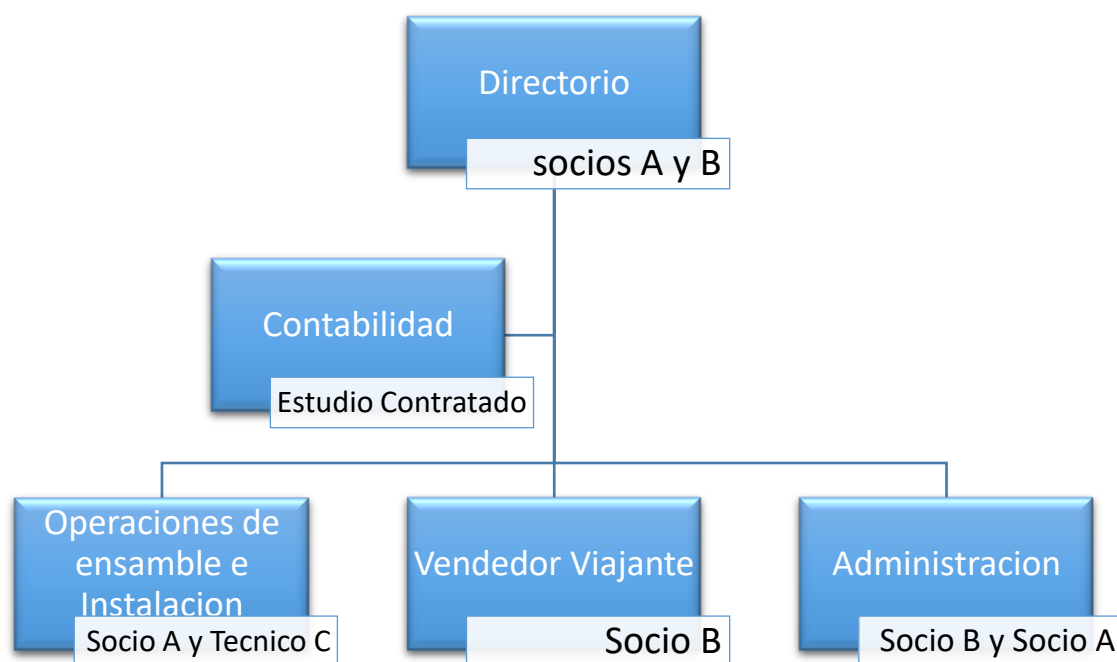 Directorio
socios A y B
Contabilidad
Estudio Contratado
Operaciones de
ensamble e
Instalacion
Socio A y Tecnico C
Vendedor Viajante
Socio B
Administracion
Socio B y Socio A